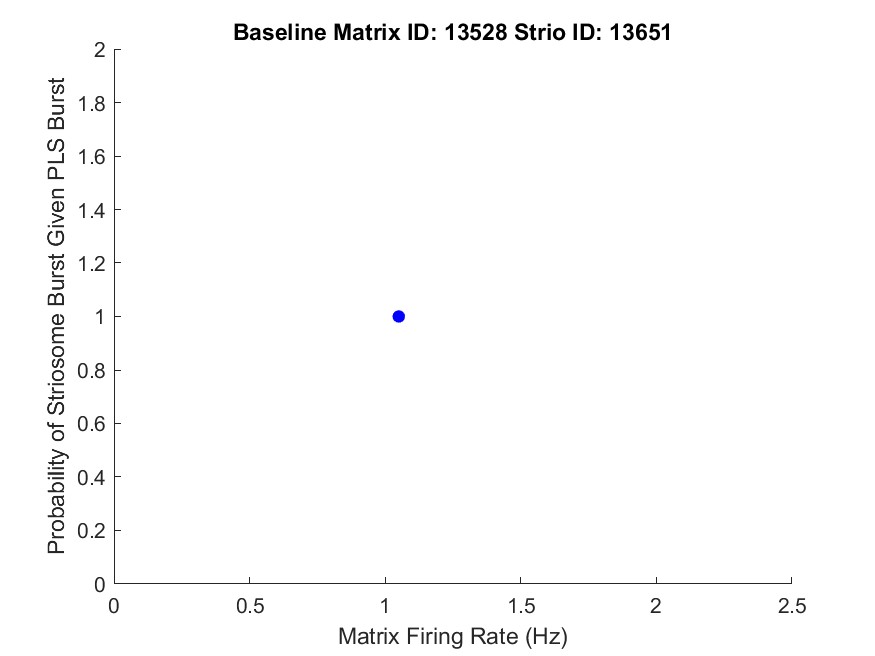 Baseline Matrix ID: 13528 Strio ID: 13651
Probability of Striosome Burst Given PLS Burst
2
1.8
1.6
1.4
1.2
1
0.8
0.6
0.4
0.2
0
0 0.5 1 1.5 2 2.5
Matrix Firing Rate (Hz)